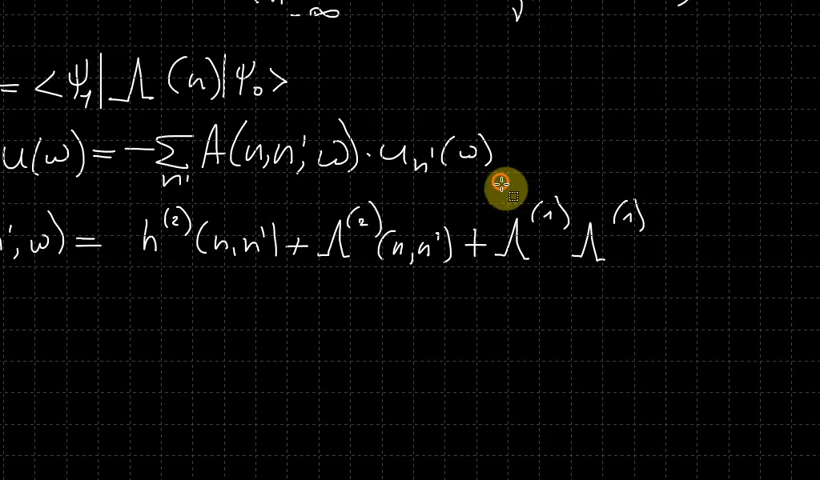 -∞
= <Ψ₁|Λ(n)|Ψ₀>
u(ω) = -∑ₙ' A(n,n';ω)·uₙ'(ω)
n', ω) = h⁽²⁾(n,n') + Λ⁽²⁾(n,n') + Λ⁽¹⁾Λ⁽¹⁾